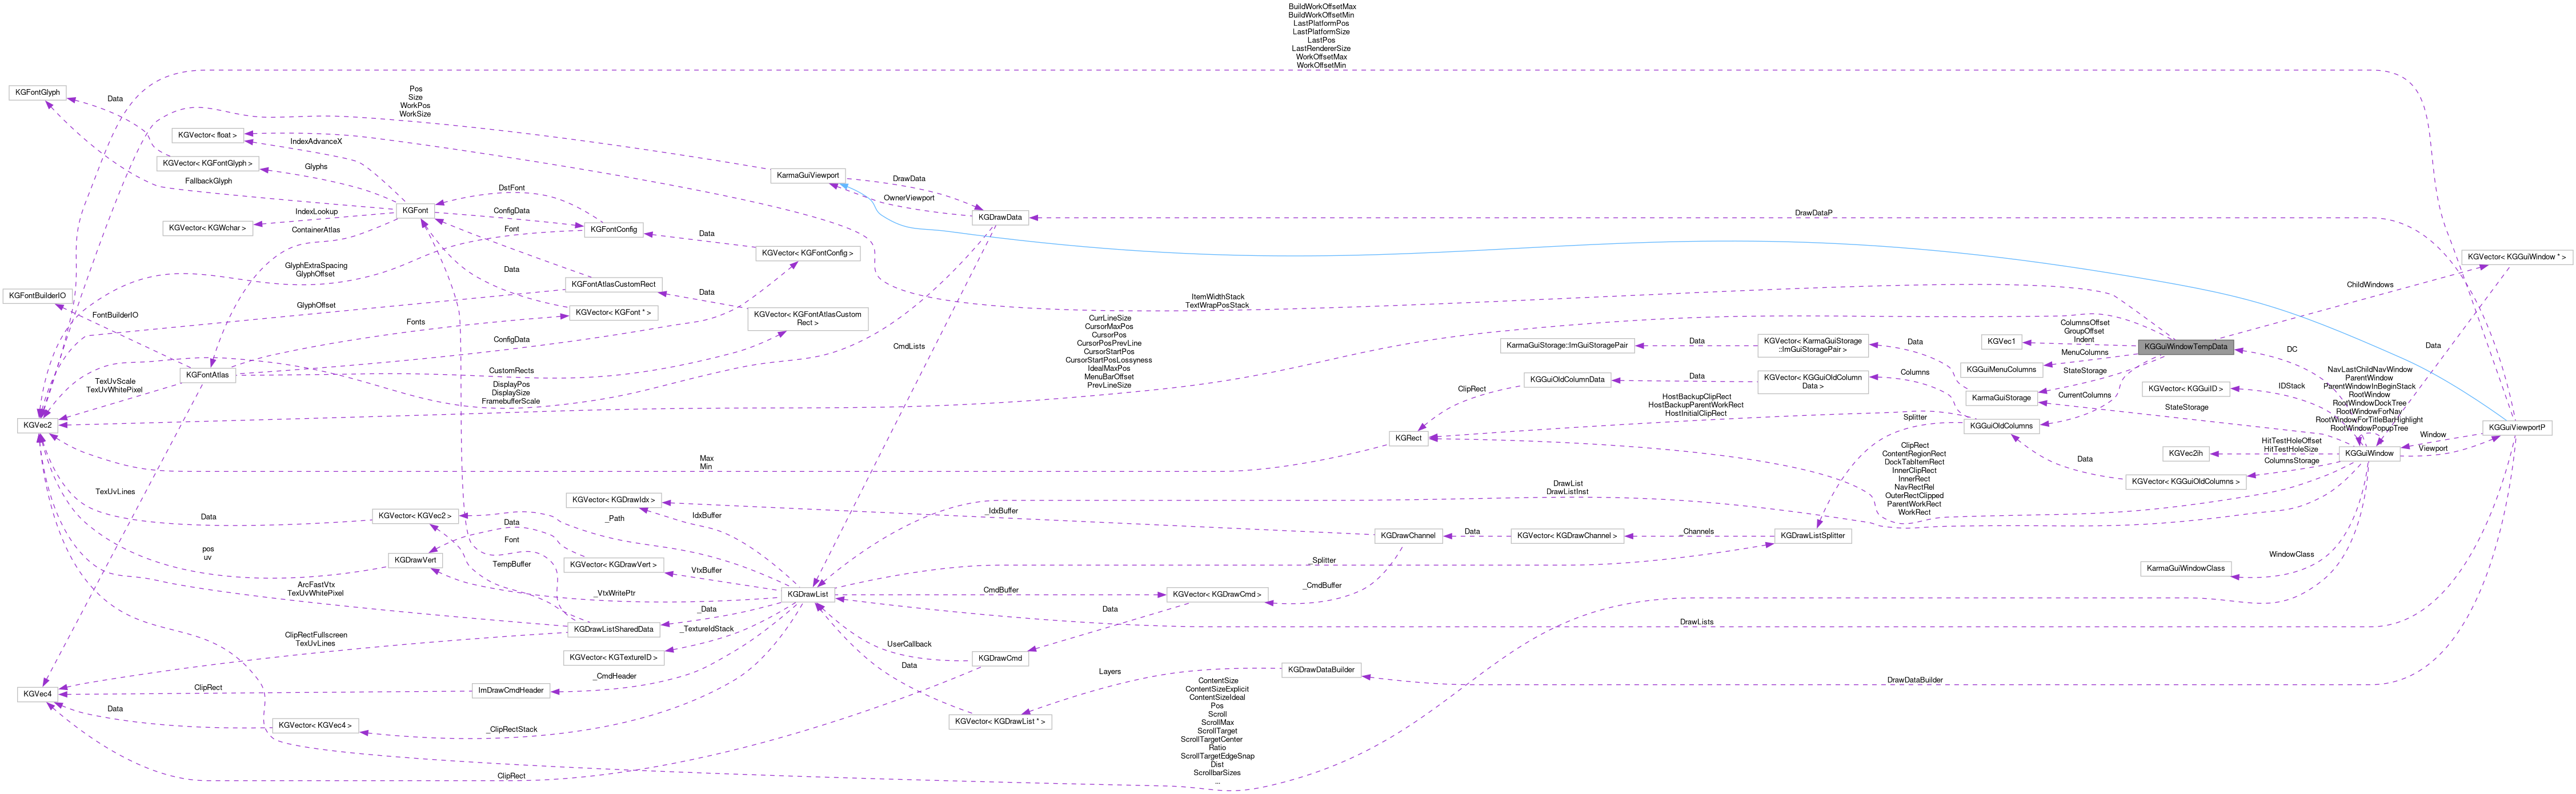 BuildWorkOffsetMax
BuildWorkOffsetMin
LastPlatformPos
LastPlatformSize
LastPos
LastRendererSize
WorkOffsetMax
WorkOffsetMin
KGFontGlyph
Data
Pos
Size
WorkPos
WorkSize
KGVector< float >
IndexAdvanceX
KGVector< KGFontGlyph >
Glyphs
FallbackGlyph
KarmaGuiViewport
DrawData
OwnerViewport
DstFont
KGFont
ConfigData
IndexLookup
KGVector< KGWchar >
ContainerAtlas
Font
KGFontConfig
Data
KGVector< KGFontConfig >
KGDrawData
DrawDataP
KGVector< KGGuiWindow * >
GlyphExtraSpacing
GlyphOffset
Data
KGFontAtlasCustomRect
ChildWindows
KGFontBuilderIO
GlyphOffset
Data
FontBuilderIO
KGVector< KGFont * >
KGVector< KGFontAtlasCustom
Rect >
ItemWidthStack
TextWrapPosStack
Fonts
ConfigData
CurrLineSize
CursorMaxPos
CursorPos
CursorPosPrevLine
CursorStartPos
CursorStartPosLossyness
IdealMaxPos
MenuBarOffset
PrevLineSize
CmdLists
KarmaGuiStorage::ImGuiStoragePair
Data
KGVector< KarmaGuiStorage
::ImGuiStoragePair >
Data
KGVec1
ColumnsOffset
GroupOffset
Indent
KGGuiWindowTempData
MenuColumns
KGGuiMenuColumns
StateStorage
DC
Data
KGFontAtlas
CustomRects
TexUvScale
TexUvWhitePixel
DisplayPos
DisplaySize
FramebufferScale
KGGuiOldColumnData
Data
KGVector< KGGuiOldColumn
Data >
Columns
ClipRect
KarmaGuiStorage
CurrentColumns
KGVector< KGGuiID >
IDStack
StateStorage
NavLastChildNavWindow
ParentWindow
ParentWindowInBeginStack
RootWindow
RootWindowDockTree
RootWindowForNav
RootWindowForTitleBarHighlight
RootWindowPopupTree
HostBackupClipRect
HostBackupParentWorkRect
HostInitialClipRect
Splitter
KGVec2
KGRect
KGGuiOldColumns
KGGuiViewportP
Window
Viewport
HitTestHoleOffset
HitTestHoleSize
KGVec2ih
KGGuiWindow
ColumnsStorage
Data
KGVector< KGGuiOldColumns >
Max
Min
ClipRect
ContentRegionRect
DockTabItemRect
InnerClipRect
InnerRect
NavRectRel
OuterRectClipped
ParentWorkRect
WorkRect
TexUvLines
DrawList
DrawListInst
KGVector< KGDrawIdx >
IdxBuffer
_IdxBuffer
Data
KGVector< KGVec2 >
_Path
Data
Font
KGDrawChannel
Data
KGVector< KGDrawChannel >
_Channels
KGDrawListSplitter
pos
uv
KGDrawVert
TempBuffer
KGVector< KGDrawVert >
VtxBuffer
_Splitter
WindowClass
KarmaGuiWindowClass
ArcFastVtx
TexUvWhitePixel
_VtxWritePtr
KGDrawList
CmdBuffer
_CmdBuffer
KGVector< KGDrawCmd >
_Data
Data
KGDrawListSharedData
_TextureIdStack
DrawLists
ClipRectFullscreen
TexUvLines
UserCallback
KGVector< KGTextureID >
KGDrawCmd
Data
_CmdHeader
Layers
KGDrawDataBuilder
DrawDataBuilder
KGVec4
ClipRect
ImDrawCmdHeader
Data
KGVector< KGVec4 >
_ClipRectStack
KGVector< KGDrawList * >
ContentSize
ContentSizeExplicit
ContentSizeIdeal
Pos
Scroll
ScrollMax
ScrollTarget
ScrollTargetCenter
Ratio
ScrollTargetEdgeSnap
Dist
ScrollbarSizes
...
ClipRect